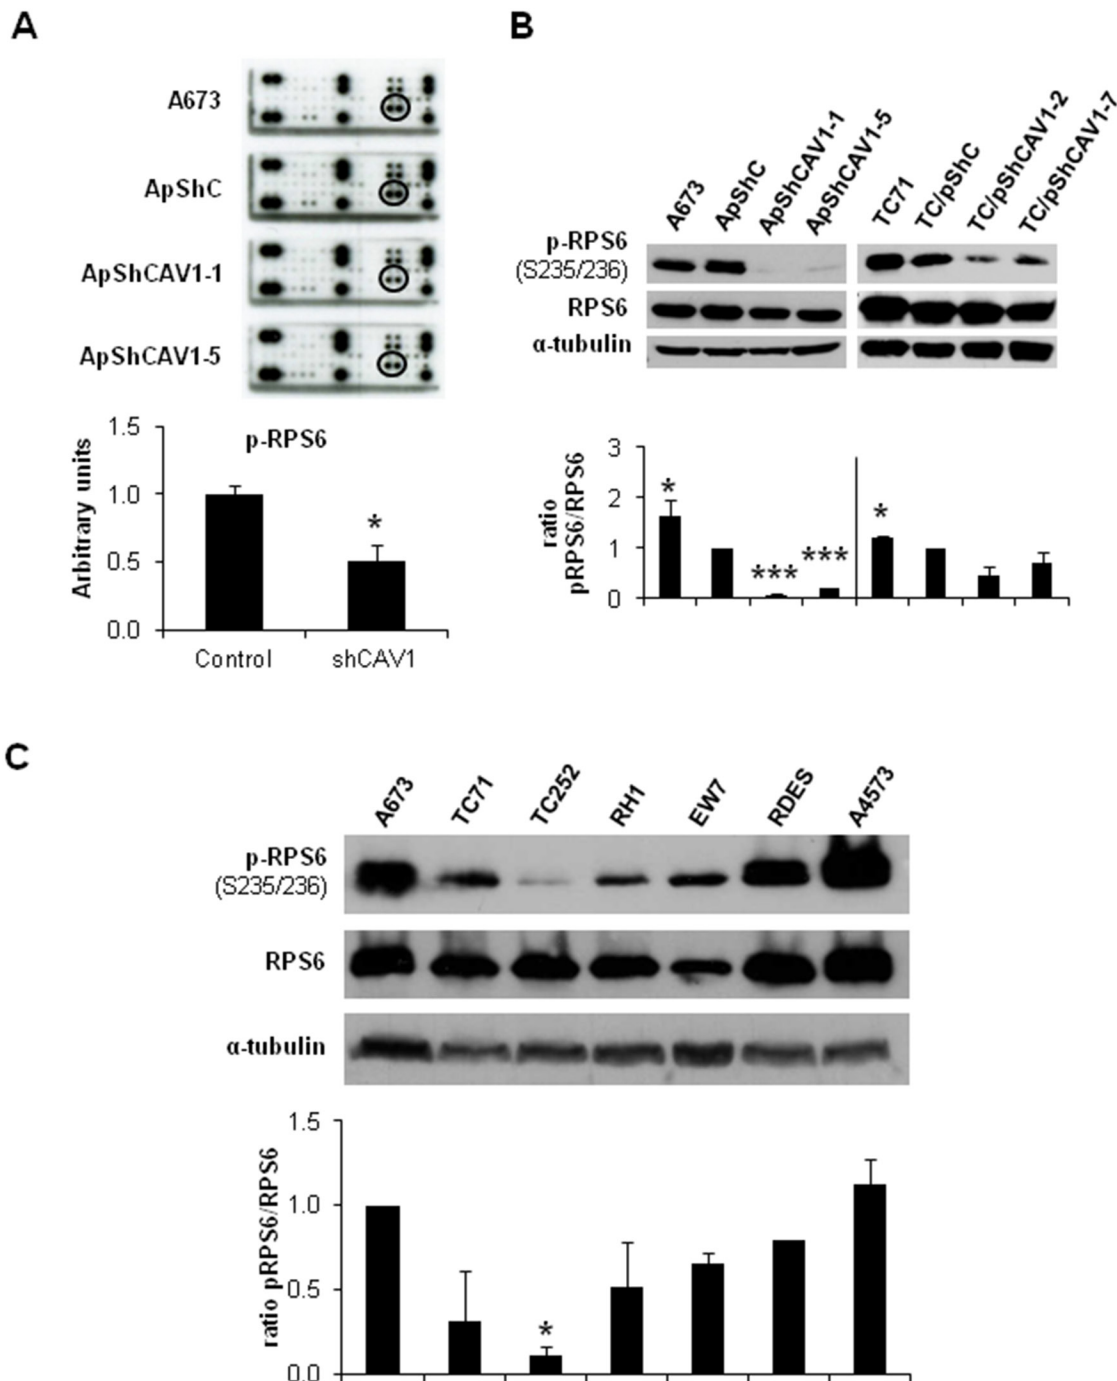 A
A673
ApShC
ApShCAV1-1
ApShCAV1-5
p-RPS6
Arbitrary units
1.5
1.0
0.5
0.0
Control shCAV1
B
A673 ApShC ApShCAV1-1 ApShCAV1-5 TC71 TC/pShC TC/pShCAV1-2 TC/pShCAV1-7
p-RPS6
(S235/236)
RPS6
α-tubulin
ratio
pRPS6/RPS6
3
2
1
0
* *** *** *
C
A673 TC71 TC252 RH1 EW7 RDES A4573
p-RPS6
(S235/236)
RPS6
α-tubulin
ratio pRPS6/RPS6
1.5
1.0
0.5
0.0
*